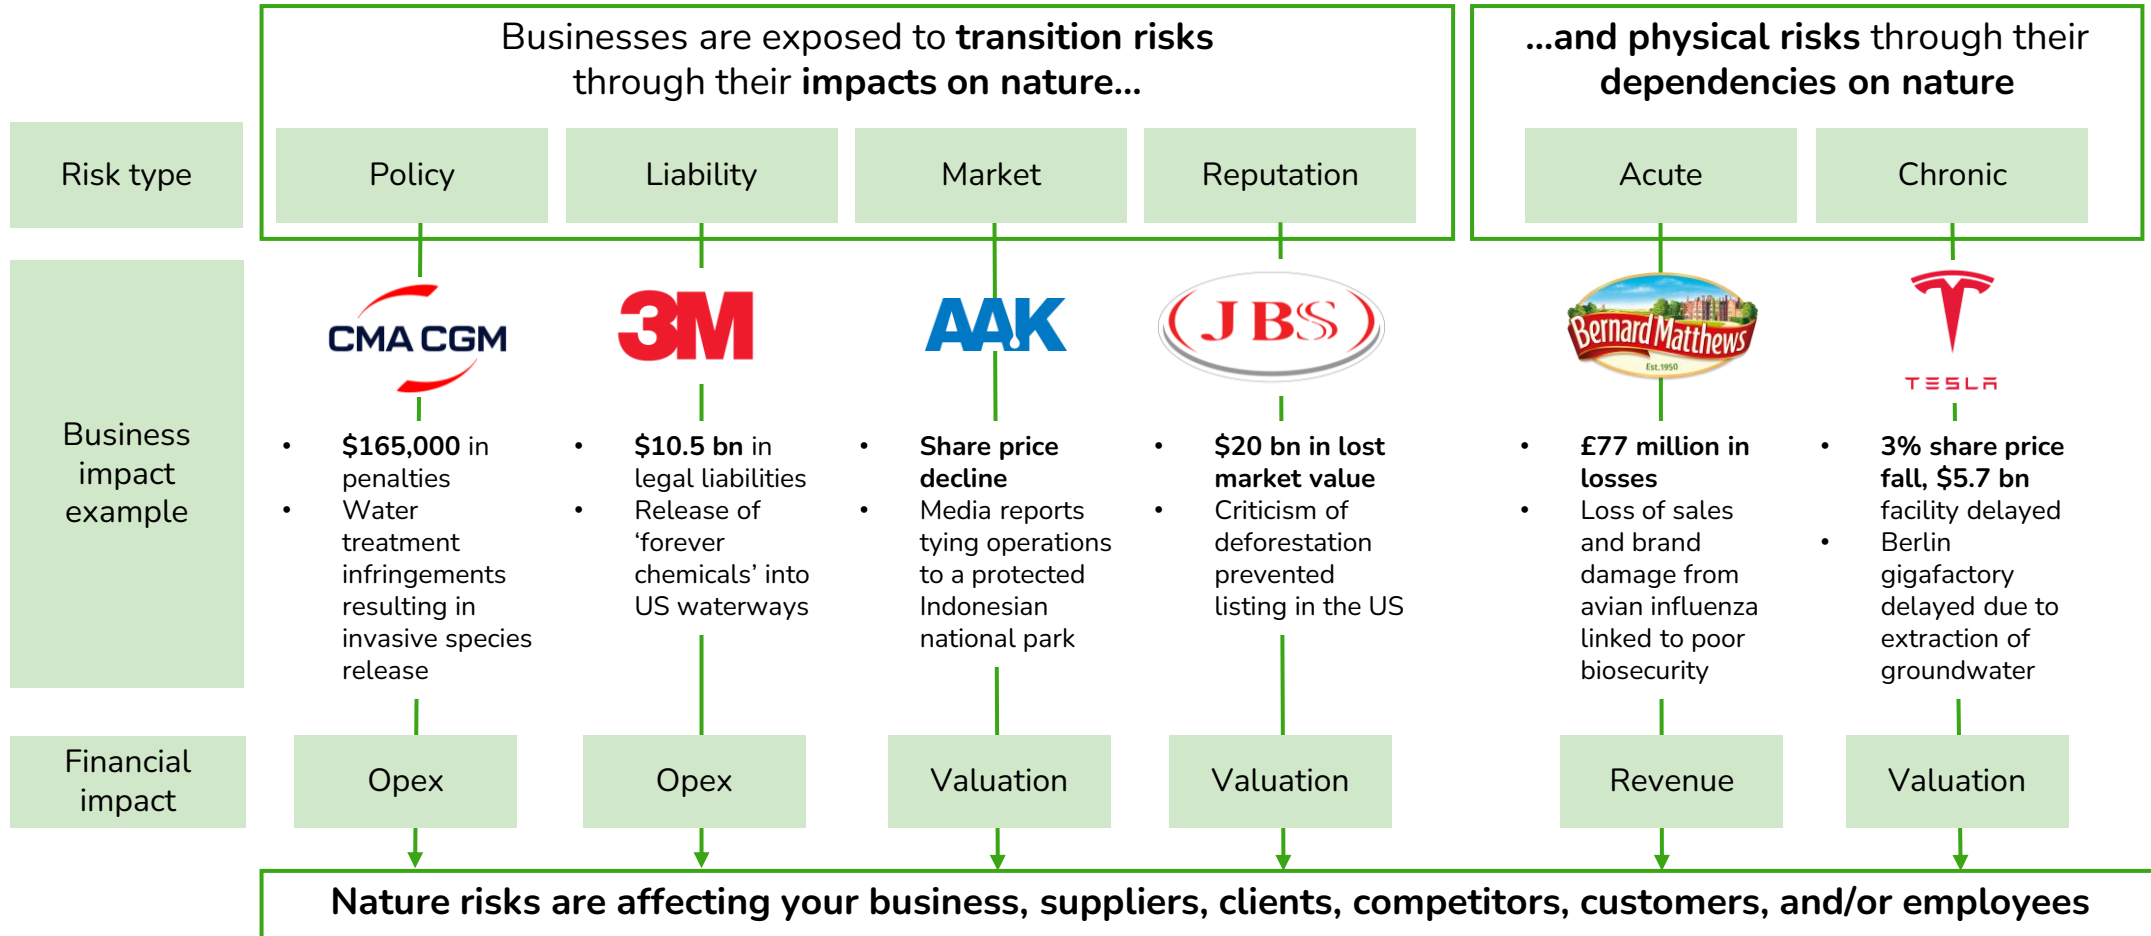 Businesses are exposed to transition risks
through their impacts on nature...
...and physical risks through their
dependencies on nature
Risk type
Policy
Liability
Market
Reputation
Acute
Chronic
Business
impact
example
CMA CGM
3M
AAK
JBS
Bernard Matthews
Est.1950
TESLA
• $165,000 in
penalties
• Water
treatment
infringements
resulting in
invasive species
release
• $10.5 bn in
legal liabilities
• Release of
‘forever
chemicals’ into
US waterways
• Share price
decline
• Media reports
tying operations
to a protected
Indonesian
national park
• $20 bn in lost
market value
• Criticism of
deforestation
prevented
listing in the US
• £77 million in
losses
• Loss of sales
and brand
damage from
avian influenza
linked to poor
biosecurity
• 3% share price
fall, $5.7 bn
facility delayed
• Berlin
gigafactory
delayed due to
extraction of
groundwater
Financial
impact
Opex
Opex
Valuation
Valuation
Revenue
Valuation
Nature risks are affecting your business, suppliers, clients, competitors, customers, and/or employees